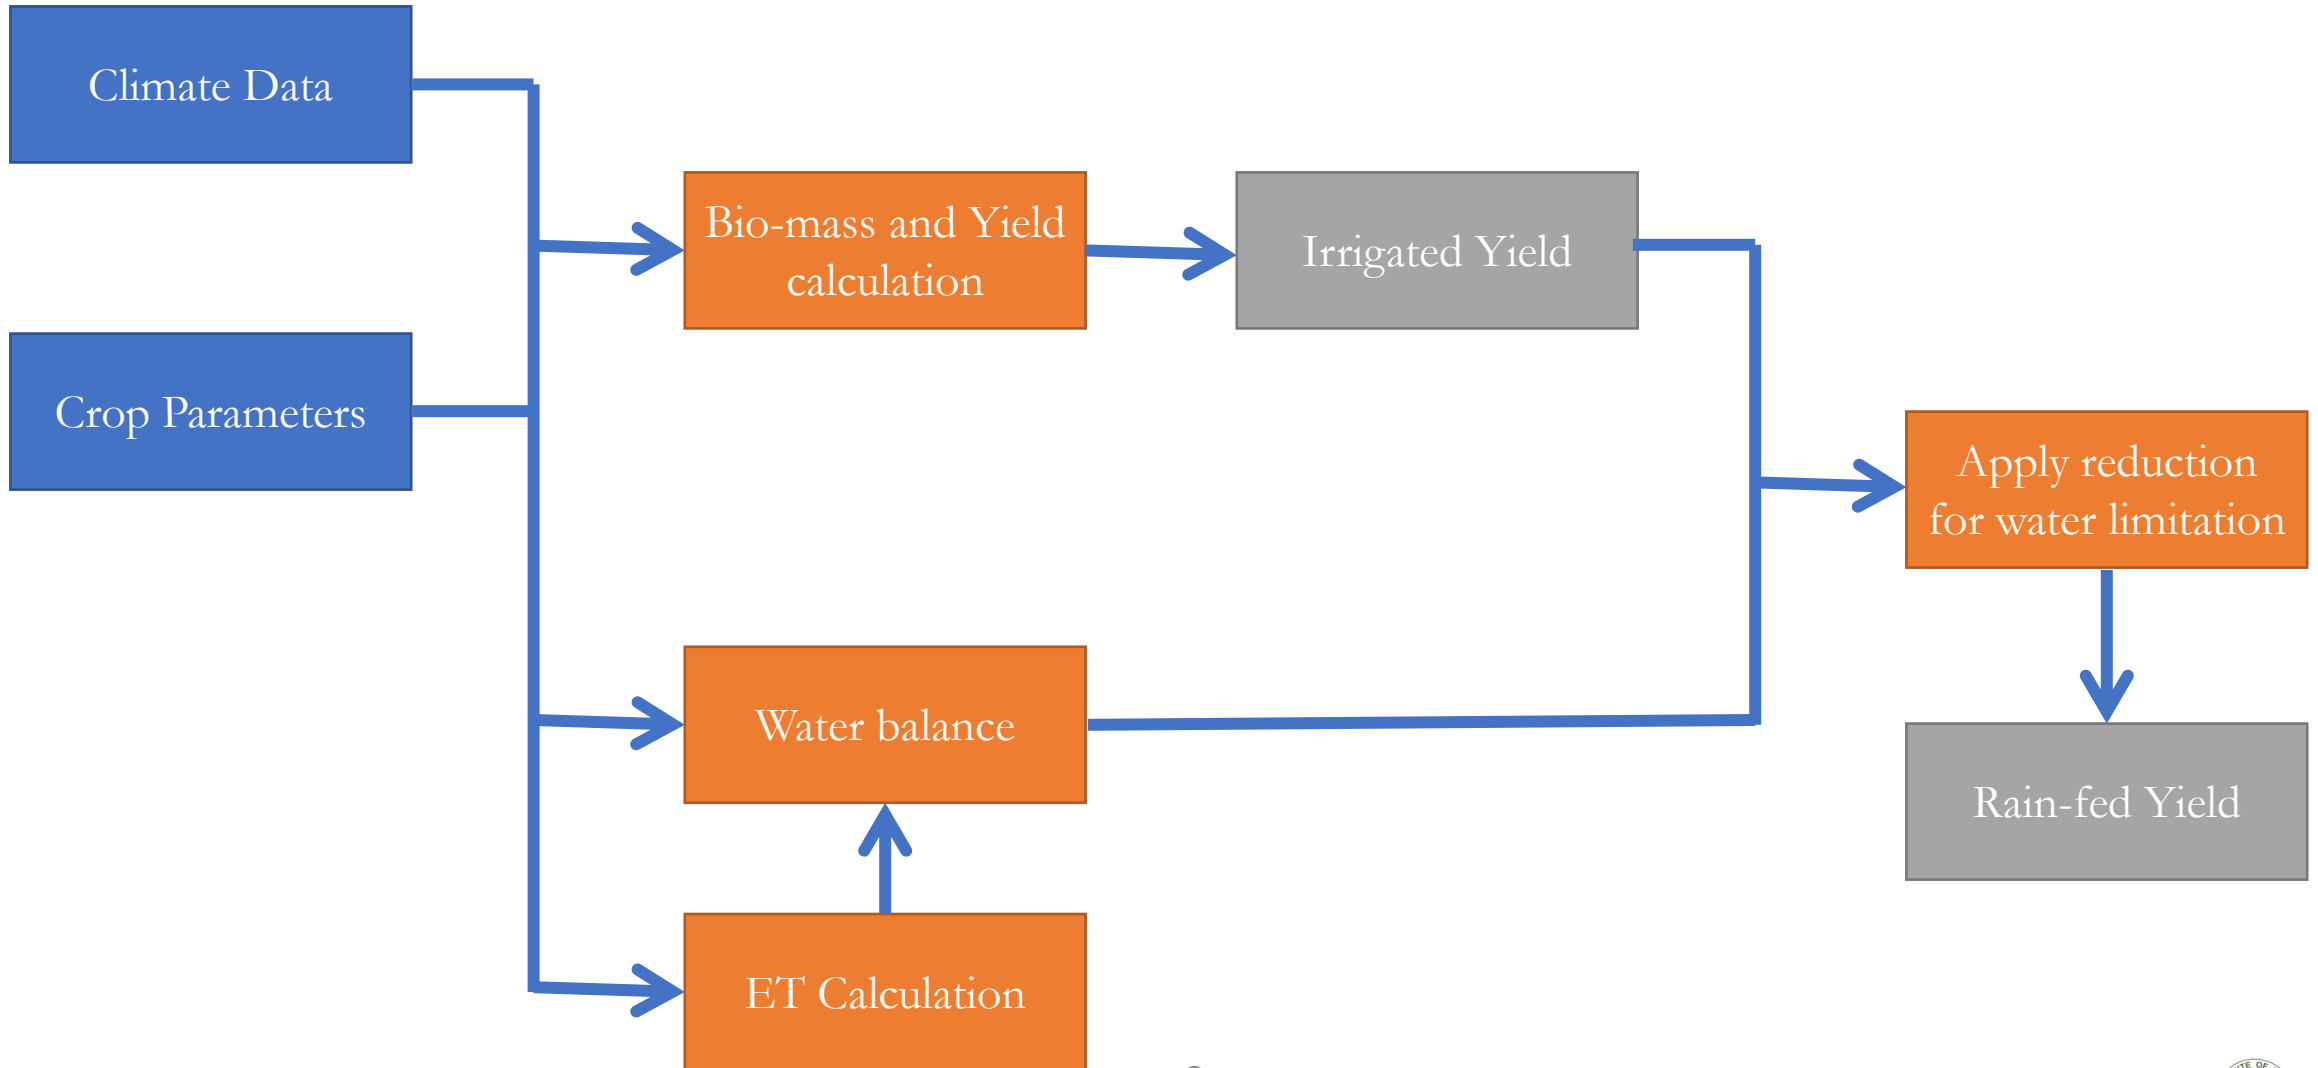 Climate Data
Bio-mass and Yield
calculation
Irrigated Yield
Crop Parameters
Apply reduction
for water limitation
Water balance
Rain-fed Yield
ET Calculation